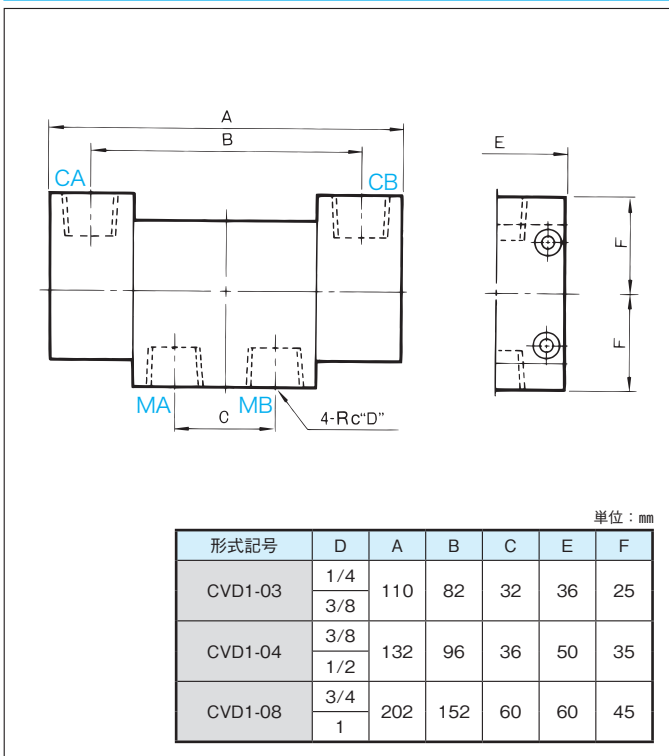 A
B
E
CA
CB
F
F
MA
MB
C
4-Rc“D”
単位：㎜
形式記号 D A B C E F
CVD1-03 1/4 110 82 32 36 25
3/8
CVD1-04 3/8 132 96 36 50 35
1/2
CVD1-08 3/4 202 152 60 60 45
1